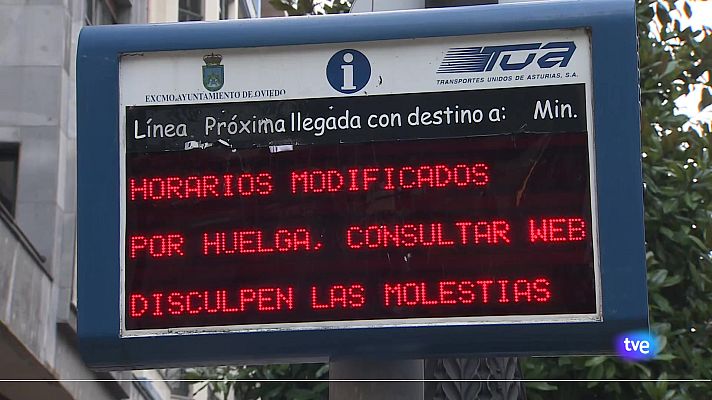 EXCMO.AYUNTAMIENTO DE OVIEDO
i
TUA
TRANSPORTES UNIDOS DE ASTURIAS, S.A.
Línea Próxima llegada con destino a: Min.
HORARIOS MODIFICADOS
POR HUELGA, CONSULTAR WEB
DISCULPEN LAS MOLESTIAS
tve